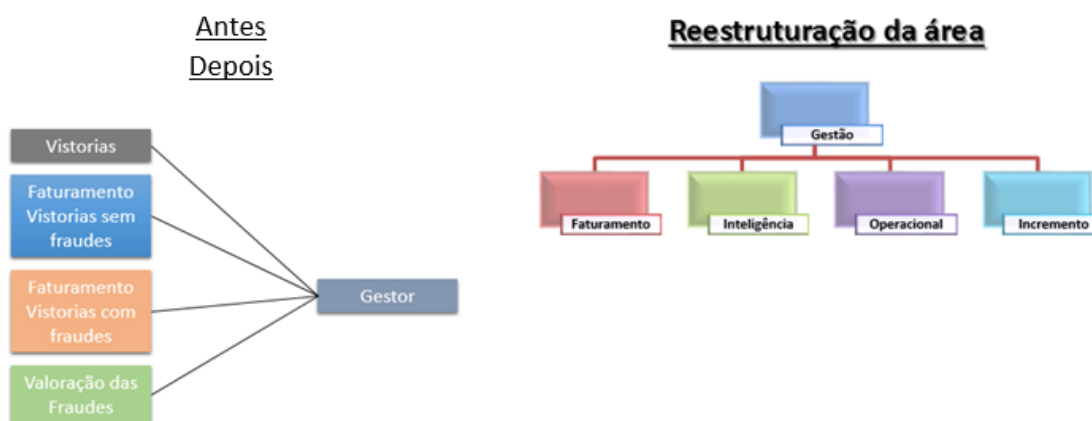 Antes
Depois
Vistorias
Faturamento
Vistorias sem
fraudes
Faturamento
Vistorias com
fraudes
Valoração das
Fraudes
Gestor
Reestruturação da área
Gestão
Faturamento
Inteligência
Operacional
Incremento